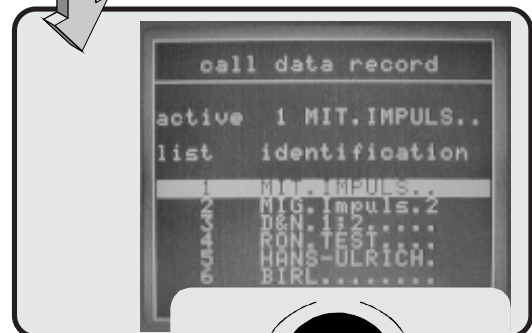 call data record
active 1 MIT.IMPULS..
list identification
1 MIT.IMPULS..
2 MIG.Impuls.2
3 D&N.1;2.....
4 RÖN.TEST....
5 HANS-ULRICH.
6 BIRL........